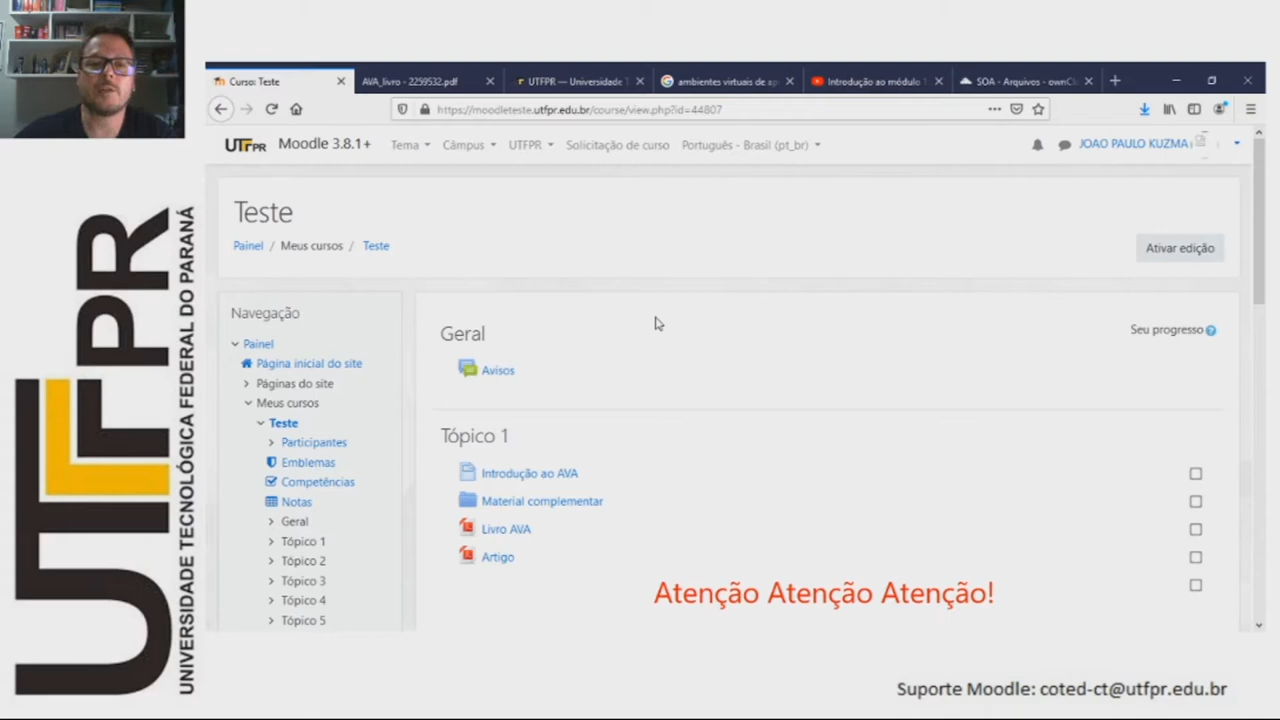 Curso: Teste
AVA_livro - 2259532.pdf
UTFPR — Universidade T
ambientes virtuais de ap
Introdução ao módulo 1
SOA - Arquivos - ownCl
https://moodleteste.utfpr.edu.br/course/view.php?id=44807
UTFPR Moodle 3.8.1+ Tema Câmpus UTFPR Solicitação de curso Português - Brasil (pt_br) JOAO PAULO KUZMA
Teste
Painel / Meus cursos / Teste
Ativar edição
Navegação
Painel
Página inicial do site
Páginas do site
Meus cursos
Teste
Participantes
Emblemas
Competências
Notas
Geral
Tópico 1
Tópico 2
Tópico 3
Tópico 4
Tópico 5
Geral
Seu progresso
Avisos
Tópico 1
Introdução ao AVA
Material complementar
Livro AVA
Artigo
Atenção Atenção Atenção!
UTFPR
UNIVERSIDADE TECNOLÓGICA FEDERAL DO PARANÁ
Suporte Moodle: coted-ct@utfpr.edu.br